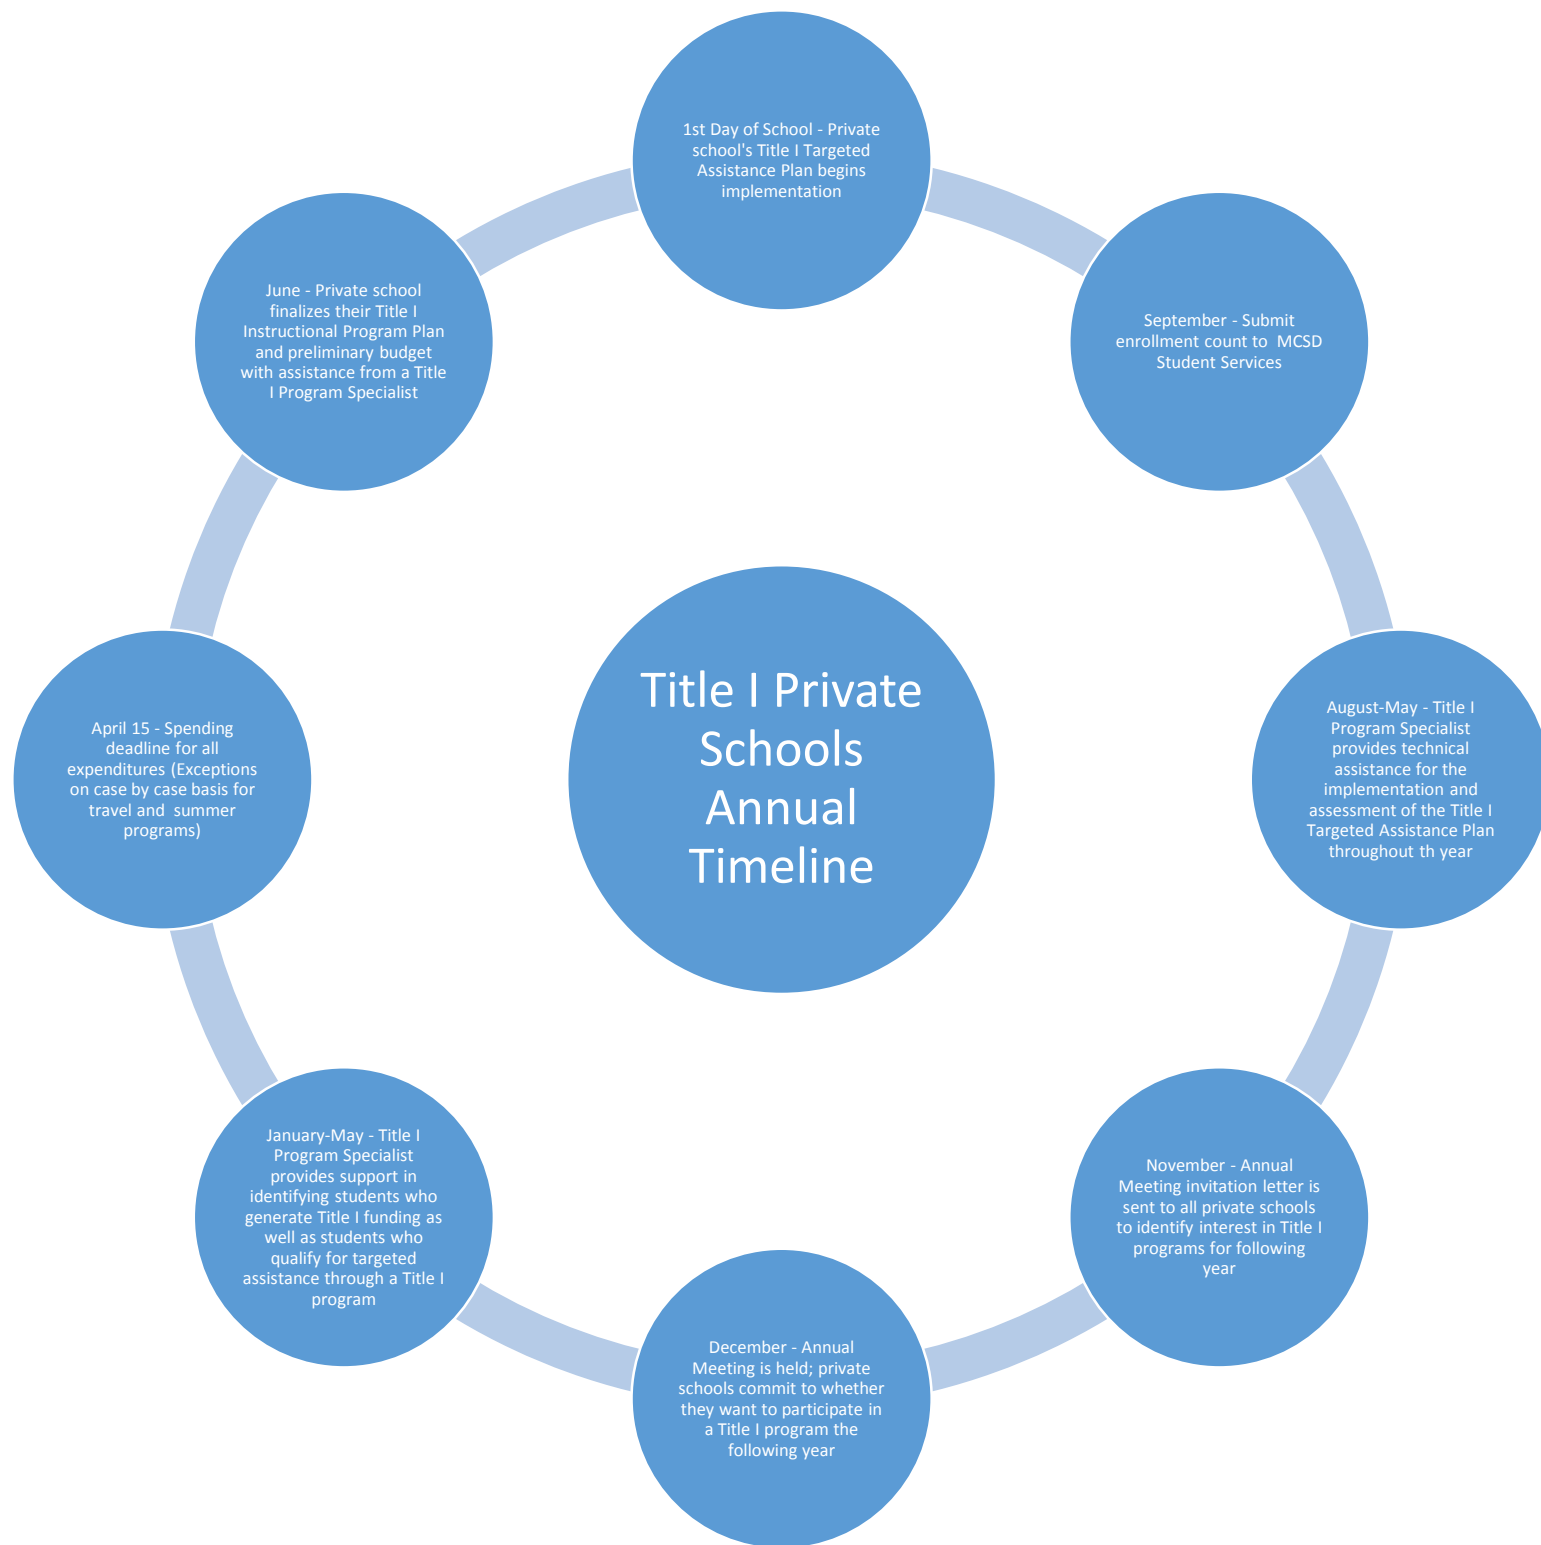 1st Day of School - Private
school's Title I Targeted
Assistance Plan begins
implementation
September - Submit
enrollment count to  MCSD
Student Services
August-May - Title I
Program Specialist
provides technical
assistance for the
implementation and
assessment of the Title I
Targeted Assistance Plan
throughout th year
November - Annual
Meeting invitation letter is
sent to all private schools
to identify interest in Title I
programs for following
year
December - Annual
Meeting is held; private
schools commit to whether
they want to participate in
a Title I program the
following year
January-May - Title I
Program Specialist
provides support in
identifying students who
generate Title I funding as
well as students who
qualify for targeted
assistance through a Title I
program
April 15 - Spending
deadline for all
expenditures (Exceptions
on case by case basis for
travel and  summer
programs)
June - Private school
finalizes their Title I
Instructional Program Plan
and preliminary budget
with assistance from a Title
I Program Specialist
Title I Private
Schools
Annual
Timeline